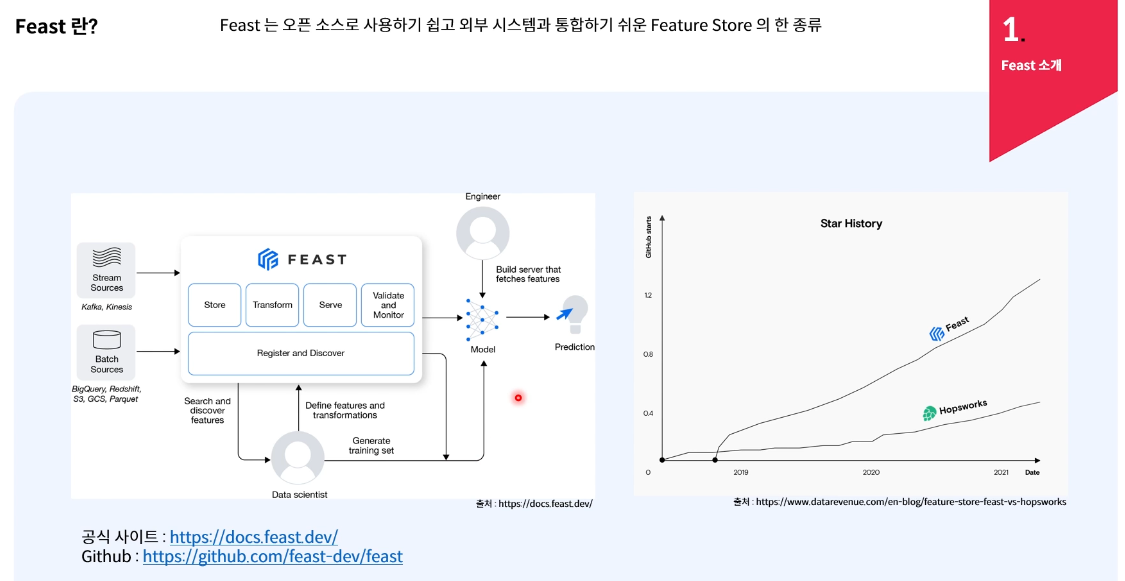 Feast 란?
Feast 는 오픈 소스로 사용하기 쉽고 외부 시스템과 통합하기 쉬운 Feature Store 의 한 종류
1.
Feast 소개
Stream
Sources
Kafka, Kinesis
Batch
Sources
BigQuery, Redshift,
S3, GCS, Parquet
FEAST
Store
Transform
Serve
Validate
and
Monitor
Register and Discover
Search and
discover
features
Define features and
transformations
Generate
training set
Data scientist
Engineer
Build server that
fetches features
Model
Prediction
출처 : https://docs.feast.dev/
Star History
GitHub starts
1.2
0.8
0.4
0
2019
2020
2021
Date
Feast
Hopsworks
출처 : https://www.datarevenue.com/en-blog/feature-store-feast-vs-hopsworks
공식 사이트 : https://docs.feast.dev/
Github : https://github.com/feast-dev/feast